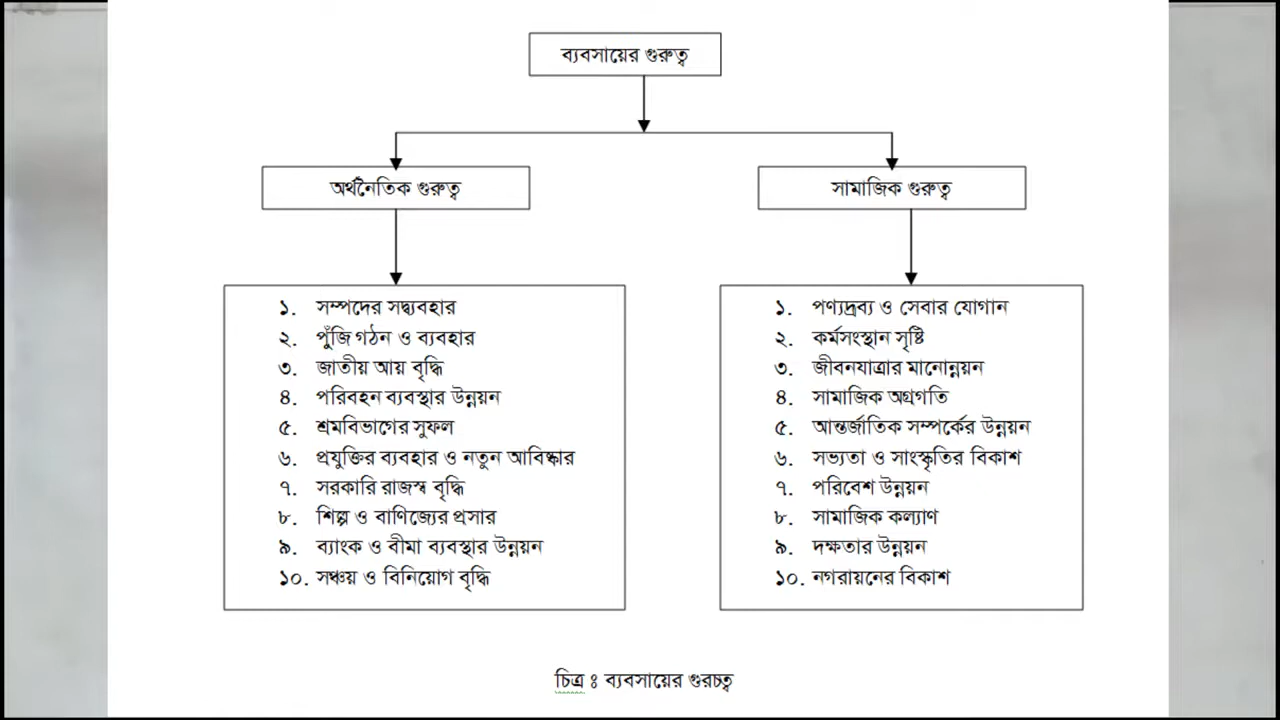 ব্যবসায়ের গুরুত্ব
অর্থনৈতিক গুরুত্ব
সামাজিক গুরুত্ব
১. সম্পদের সদ্ব্যবহার
২. পুঁজি গঠন ও ব্যবহার
৩. জাতীয় আয় বৃদ্ধি
৪. পরিবহন ব্যবস্থার উন্নয়ন
৫. শ্রমবিভাগের সুফল
৬. প্রযুক্তির ব্যবহার ও নতুন আবিষ্কার
৭. সরকারি রাজস্ব বৃদ্ধি
৮. শিল্প ও বাণিজ্যের প্রসার
৯. ব্যাংক ও বীমা ব্যবস্থার উন্নয়ন
১০. সঞ্চয় ও বিনিয়োগ বৃদ্ধি
১. পণ্যদ্রব্য ও সেবার যোগান
২. কর্মসংস্থান সৃষ্টি
৩. জীবনযাত্রার মানোন্নয়ন
৪. সামাজিক অগ্রগতি
৫. আন্তর্জাতিক সম্পর্কের উন্নয়ন
৬. সভ্যতা ও সাংস্কৃতির বিকাশ
৭. পরিবেশ উন্নয়ন
৮. সামাজিক কল্যাণ
৯. দক্ষতার উন্নয়ন
১০. নগরায়নের বিকাশ
চিত্র ঃ ব্যবসায়ের গুরচত্ব